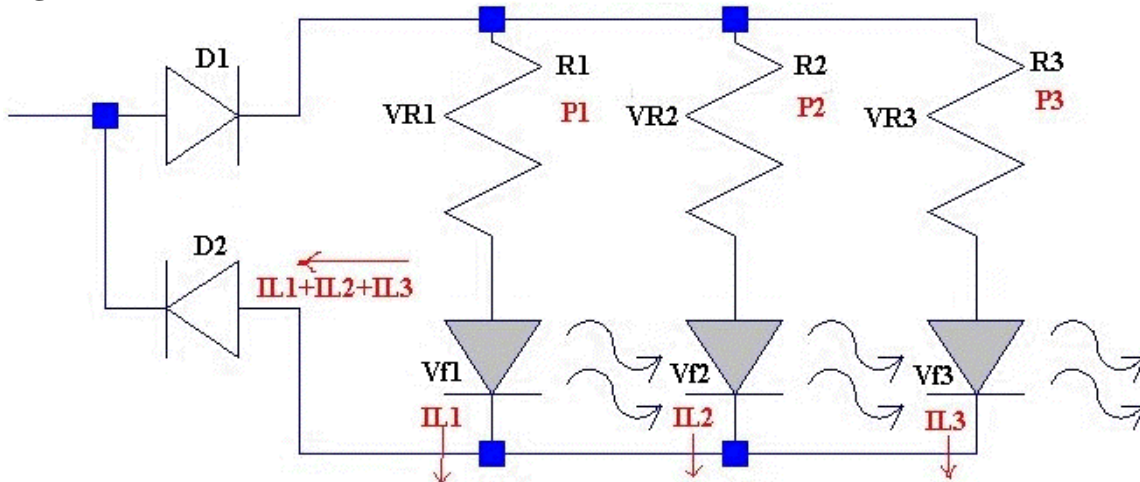 D1
R1
P1
VR1
R2
P2
VR2
R3
P3
VR3
D2
IL1+IL2+IL3
Vf1
IL1
Vf2
IL2
Vf3
IL3